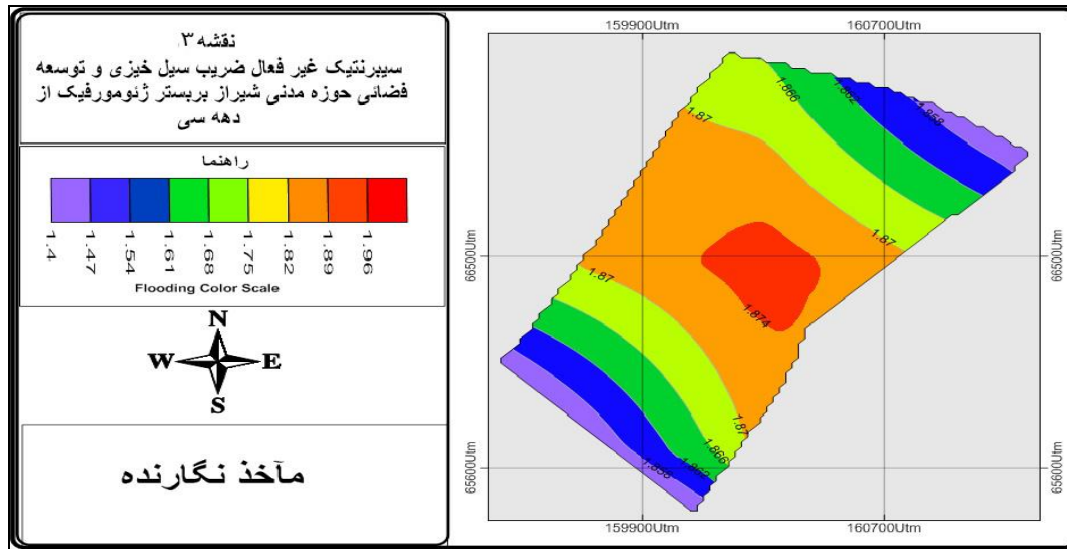 نقشه ۳.
سیبرنتیک غیر فعال ضریب سیل خیزی و توسعه
فضائی حوزه مدنی شیراز بربستر ژئومورفیک از
دهه سی
راهنما
1.4
1.47
1.54
1.61
1.68
1.75
1.82
1.89
1.96
Flooding Color Scale
N
W E
S
مآخذ نگارنده
159900Utm 160700Utm
1.858
1.862
1.866
1.87
1.87
66500Utm 66500Utm
1.87
1.874
1.87
1.866
1.862
1.858
65600Utm 65600Utm
159900Utm 160700Utm